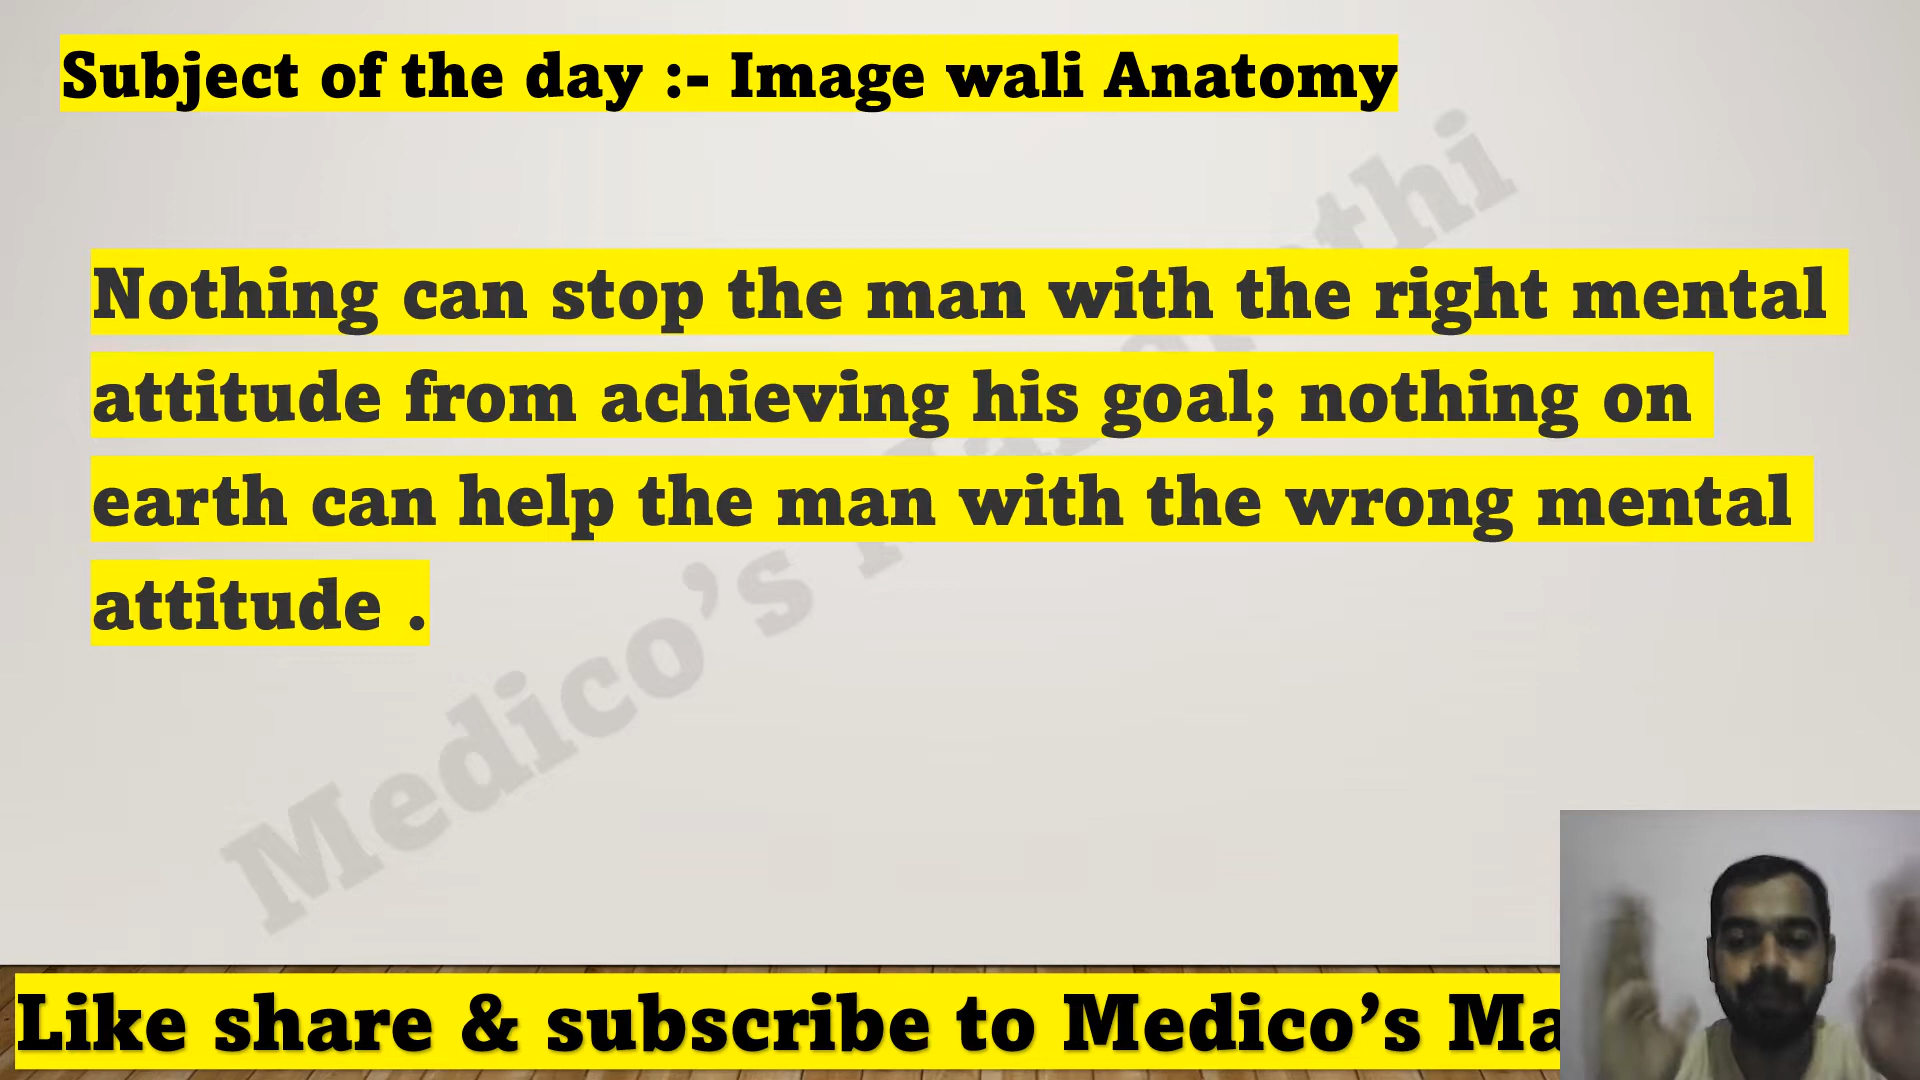 Subject of the day :- Image wali Anatomy
Nothing can stop the man with the right mental
attitude from achieving his goal; nothing on
earth can help the man with the wrong mental
attitude .
Medico’s
Like share & subscribe to Medico’s